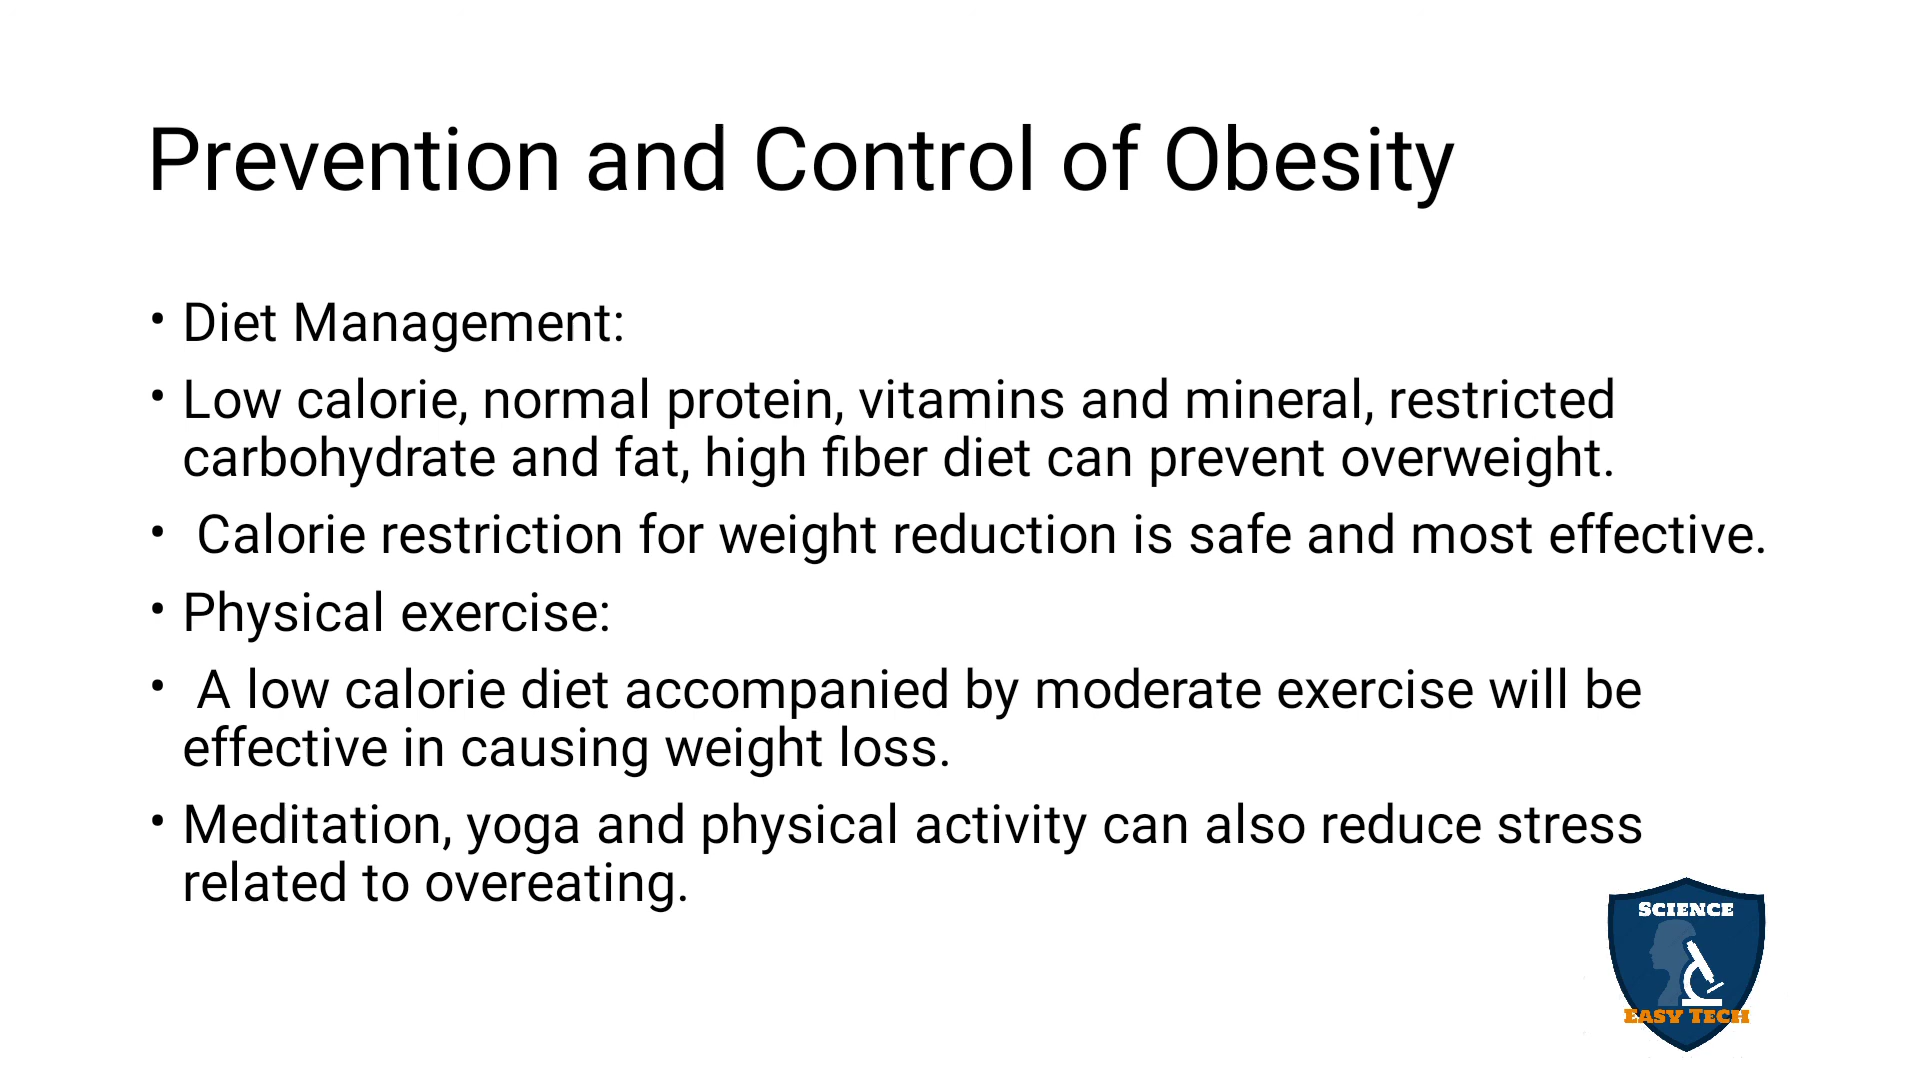 Prevention and Control of Obesity
• Diet Management:
• Low calorie, normal protein, vitamins and mineral, restricted
carbohydrate and fat, high fiber diet can prevent overweight.
• Calorie restriction for weight reduction is safe and most effective.
• Physical exercise:
• A low calorie diet accompanied by moderate exercise will be
effective in causing weight loss.
• Meditation, yoga and physical activity can also reduce stress
related to overeating.
SCIENCE
EASY TECH